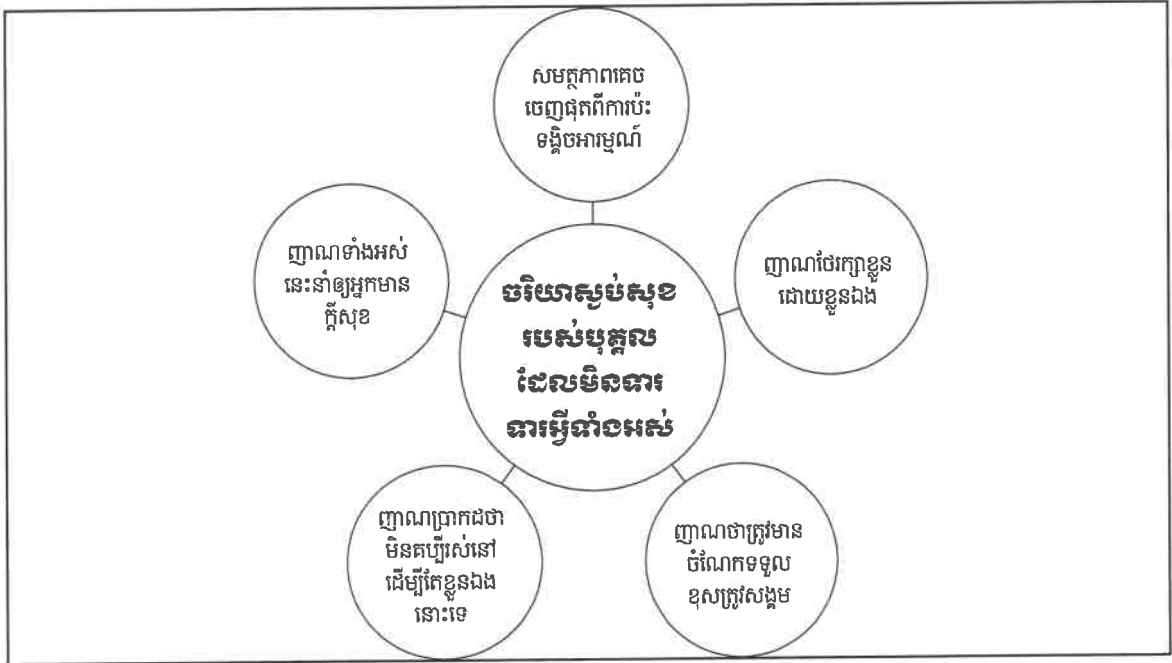 សមត្ថភាពគេច
ចេញផុតពីការប៉ះ
ទង្គិចអារម្មណ៍
ញាណទាំងអស់
នេះនាំឲ្យអ្នកមាន
ក្តីសុខ
ញាណថែរក្សាខ្លួន
ដោយខ្លួនឯង
ចរិយាស្ងប់សុខ
របស់បុគ្គល
ដែលមិនទារ
ទារអ្វីទាំងអស់
ញាណប្រាកដថា
មិនគប្បីរស់នៅ
ដើម្បីតែខ្លួនឯង
នោះទេ
ញាណថាត្រូវមាន
ចំណែកទទួល
ខុសត្រូវសង្គម